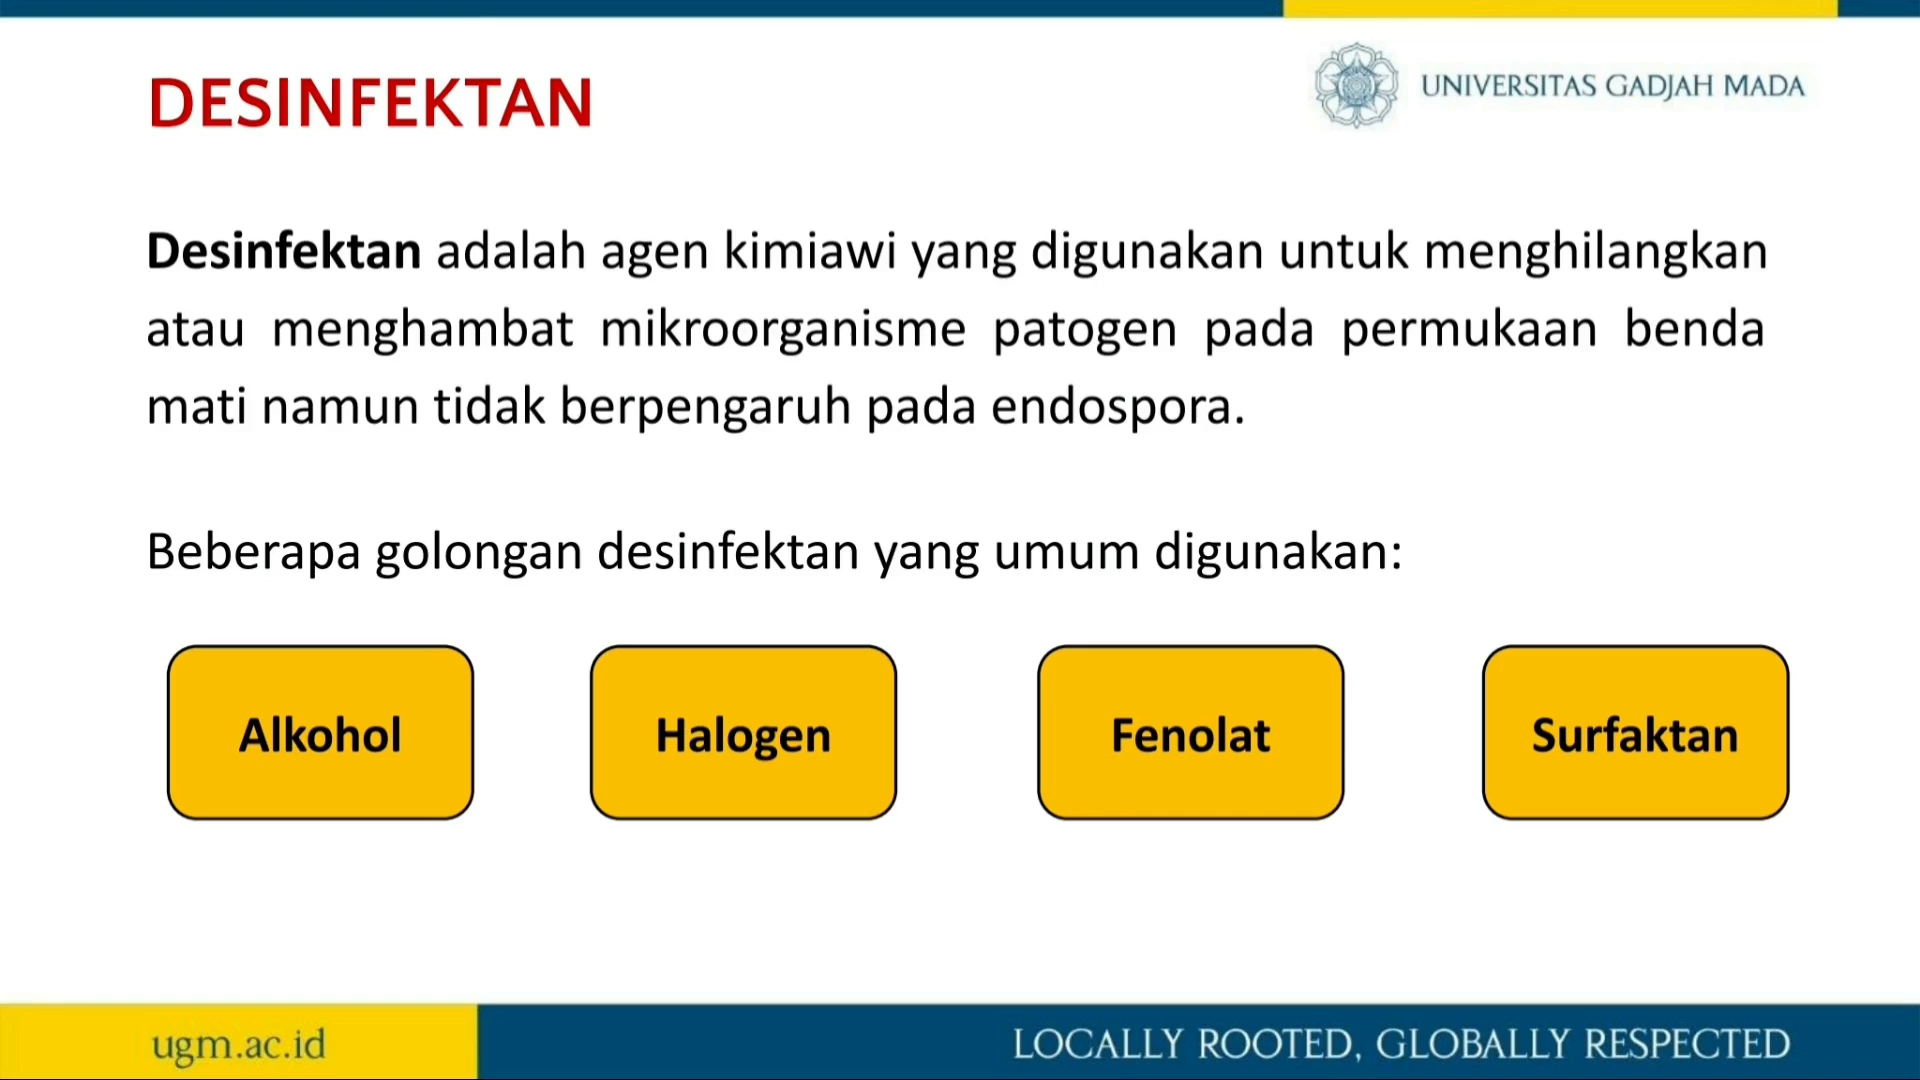 DESINFEKTAN
UNIVERSITAS GADJAH MADA
Desinfektan adalah agen kimiawi yang digunakan untuk menghilangkan
atau menghambat mikroorganisme patogen pada permukaan benda
mati namun tidak berpengaruh pada endospora.
Beberapa golongan desinfektan yang umum digunakan:
Alkohol
Halogen
Fenolat
Surfaktan
ugm.ac.id
LOCALLY ROOTED, GLOBALLY RESPECTED